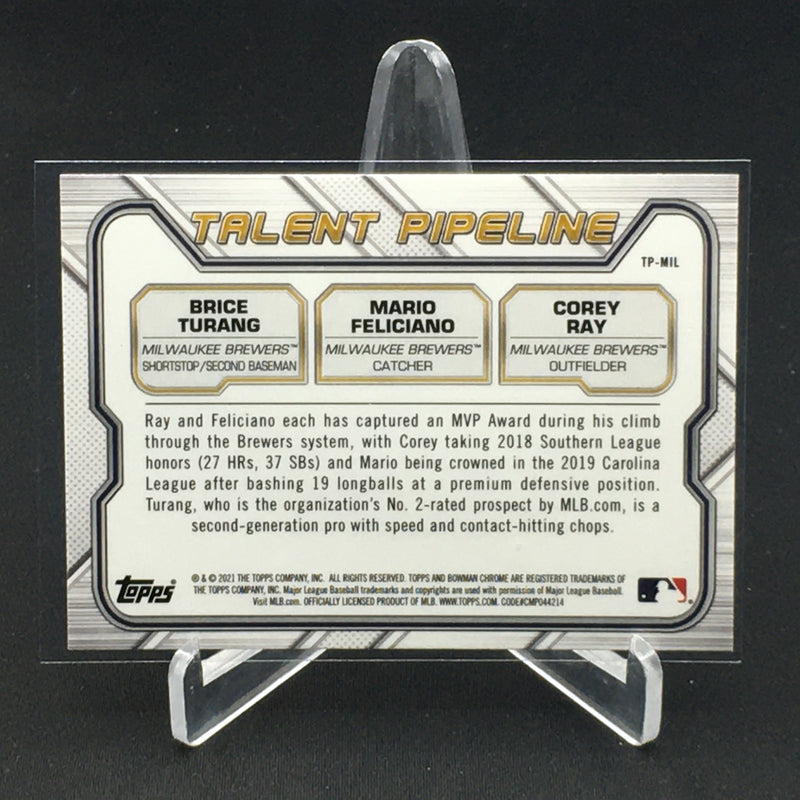 TALENT PIPELINE
TP-MIL
BRICE
TURANG
MILWAUKEE BREWERS™
SHORTSTOP/SECOND BASEMAN
MARIO
FELICIANO
MILWAUKEE BREWERS™
CATCHER
COREY
RAY
MILWAUKEE BREWERS™
OUTFIELDER
Ray and Feliciano each has captured an MVP Award during his climb
through the Brewers system, with Corey taking 2018 Southern League
honors (27 HRs, 37 SBs) and Mario being crowned in the 2019 Carolina
League after bashing 19 longballs at a premium defensive position.
Turang, who is the organization's No. 2-rated prospect by MLB.com, is a
second-generation pro with speed and contact-hitting chops.
TOPPS
® & © 2021 THE TOPPS COMPANY, INC. ALL RIGHTS RESERVED. TOPPS AND BOWMAN CHROME ARE REGISTERED TRADEMARKS OF
THE TOPPS COMPANY, INC. Major League Baseball trademarks and copyrights are used with permission of Major League Baseball.
Visit MLB.com. OFFICIALLY LICENSED PRODUCT OF MLB. WWW.TOPPS.COM. CODE#CMP044214